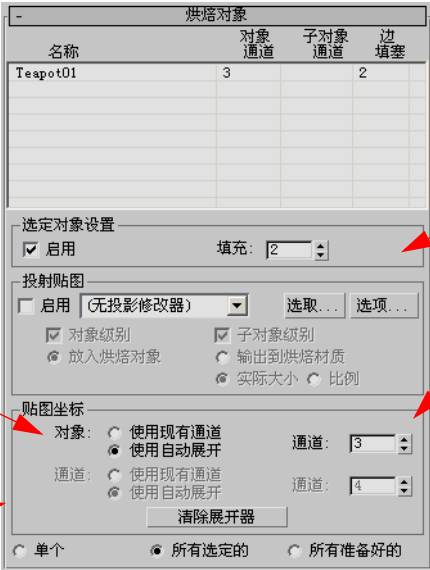 - 烘焙对象
名称 对象通道 子对象通道 边填塞
Teapot01 3 2
选定对象设置
启用 填充: 2
投射贴图
启用 (无投影修改器) 选取... 选项...
对象级别 子对象级别
放入烘焙对象 输出到烘焙材质
实际大小 比例
贴图坐标
对象: 使用现有通道
使用自动展开 通道: 3
通道: 使用现有通道
使用自动展开 通道: 4
清除展开器
单个 所有选定的 所有准备好的